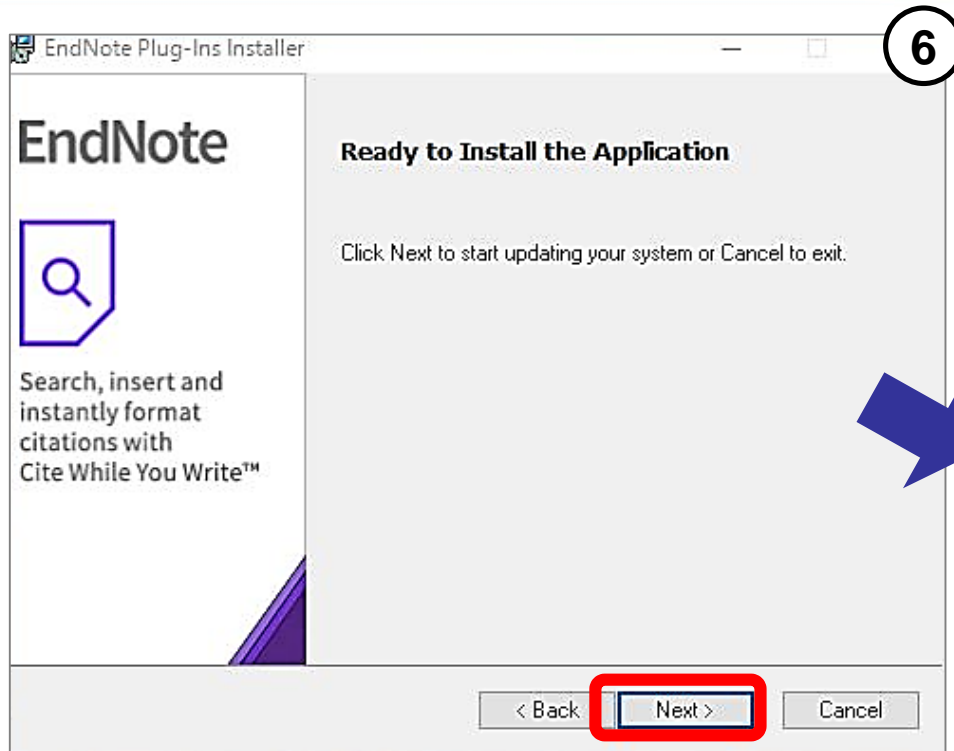 EndNote Plug-Ins Installer
6
EndNote
Ready to Install the Application
Click Next to start updating your system or Cancel to exit.
Search, insert and
instantly format
citations with
Cite While You Write™
< Back
Next >
Cancel